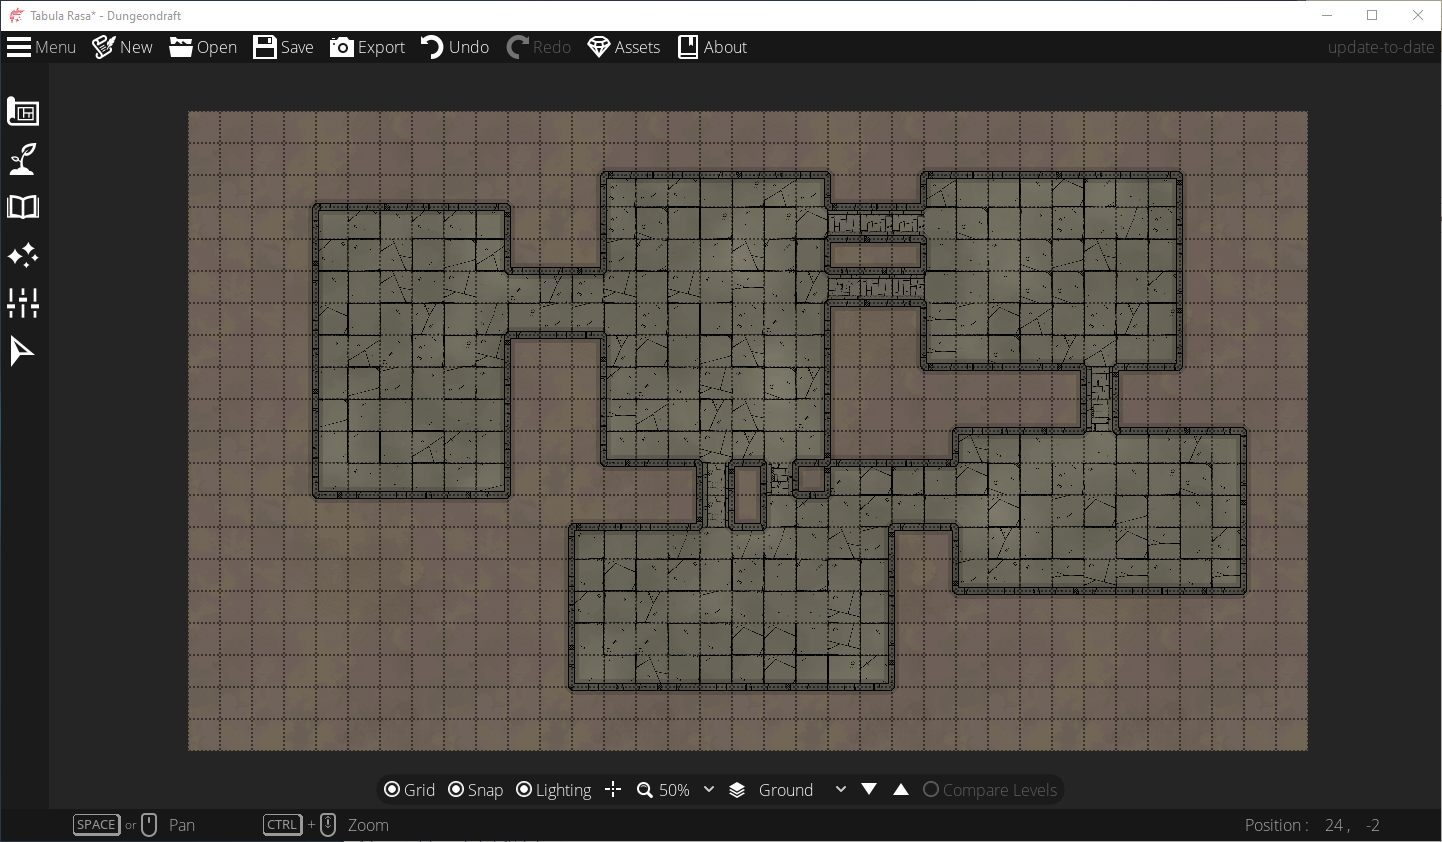 Tabula Rasa* - Dungeondraft
Menu New Open Save Export Undo Redo Assets About update-to-date
Grid Snap Lighting 50% Ground Compare Levels
SPACE or Pan CTRL + Zoom Position : 24 , -2